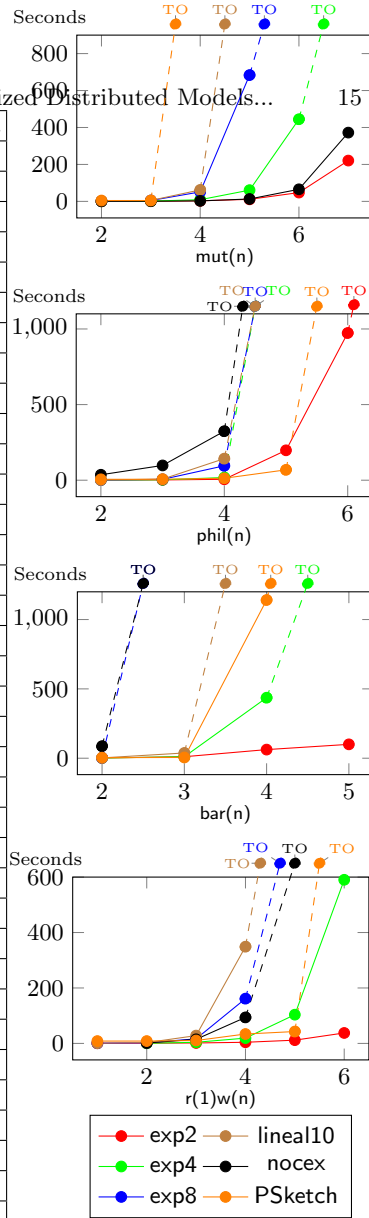 Seconds
TO TO TO TO
800
600
ized Distributed Models... 15
400
200
0
2 4 6
mut(n)
Seconds
TO TO TO TO TO TO
1,000
500
0
2 4 6
phil(n)
Seconds
TO TO TO TO
1,000
500
0
2 3 4 5
bar(n)
Seconds
TO TO TO TO
600
400
200
0
2 4 6
r(1)w(n)
exp2 lineal10
exp4 nocex
exp8 PSketch